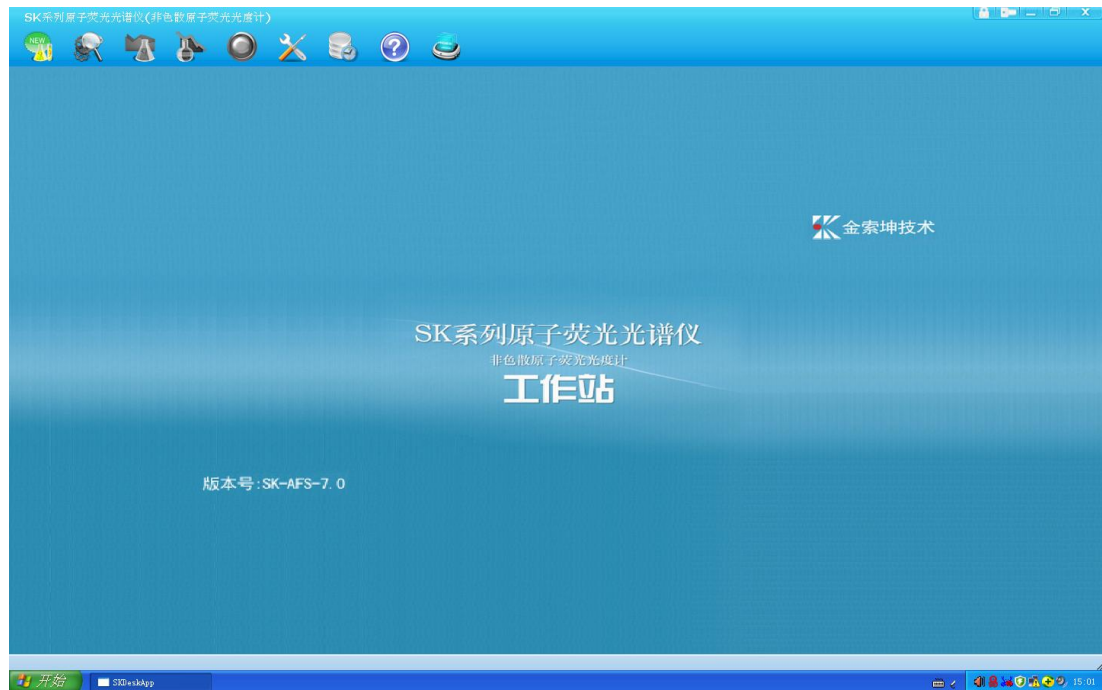 SK系列原子荧光光谱仪(非色散原子荧光光度计)
NEW
?
金索坤技术
SK系列原子荧光光谱仪
非色散原子荧光光度计
工作站
版本号:SK-AFS-7.0
开始
SKDeskApp
15:01